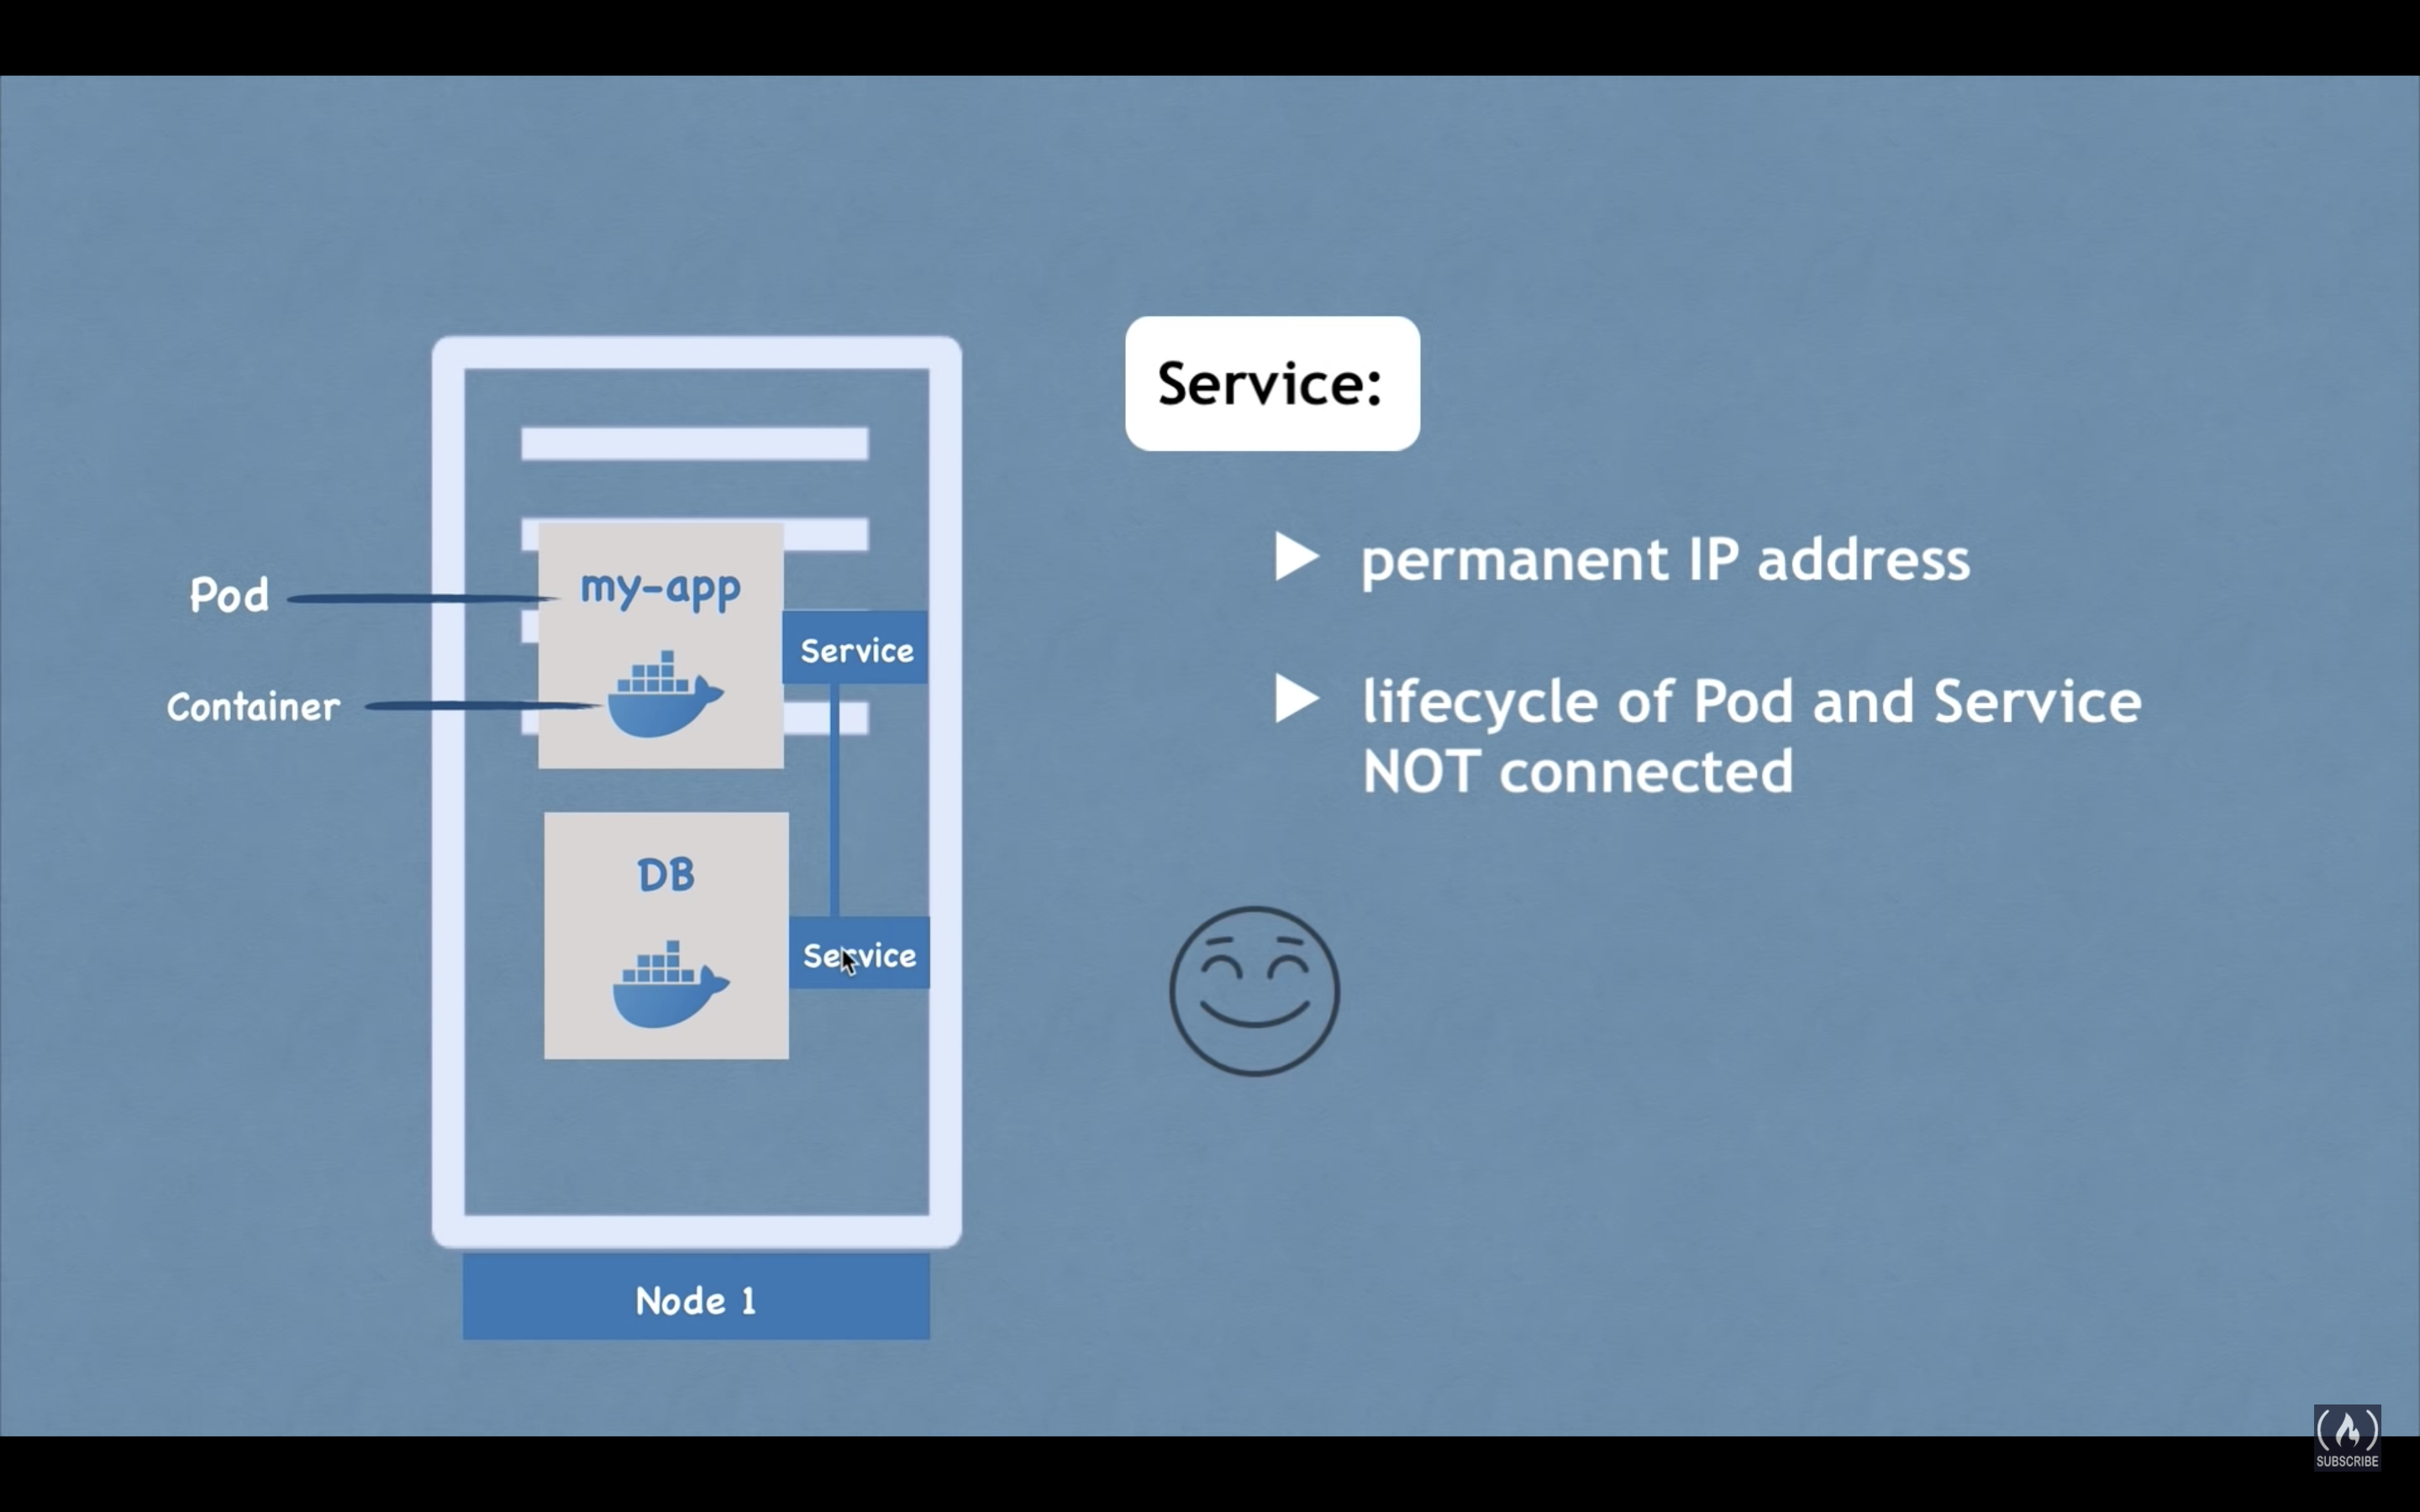 Service:
permanent IP address
lifecycle of Pod and Service
NOT connected
Pod
Container
my-app
Service
DB
Service
Node 1
SUBSCRIBE